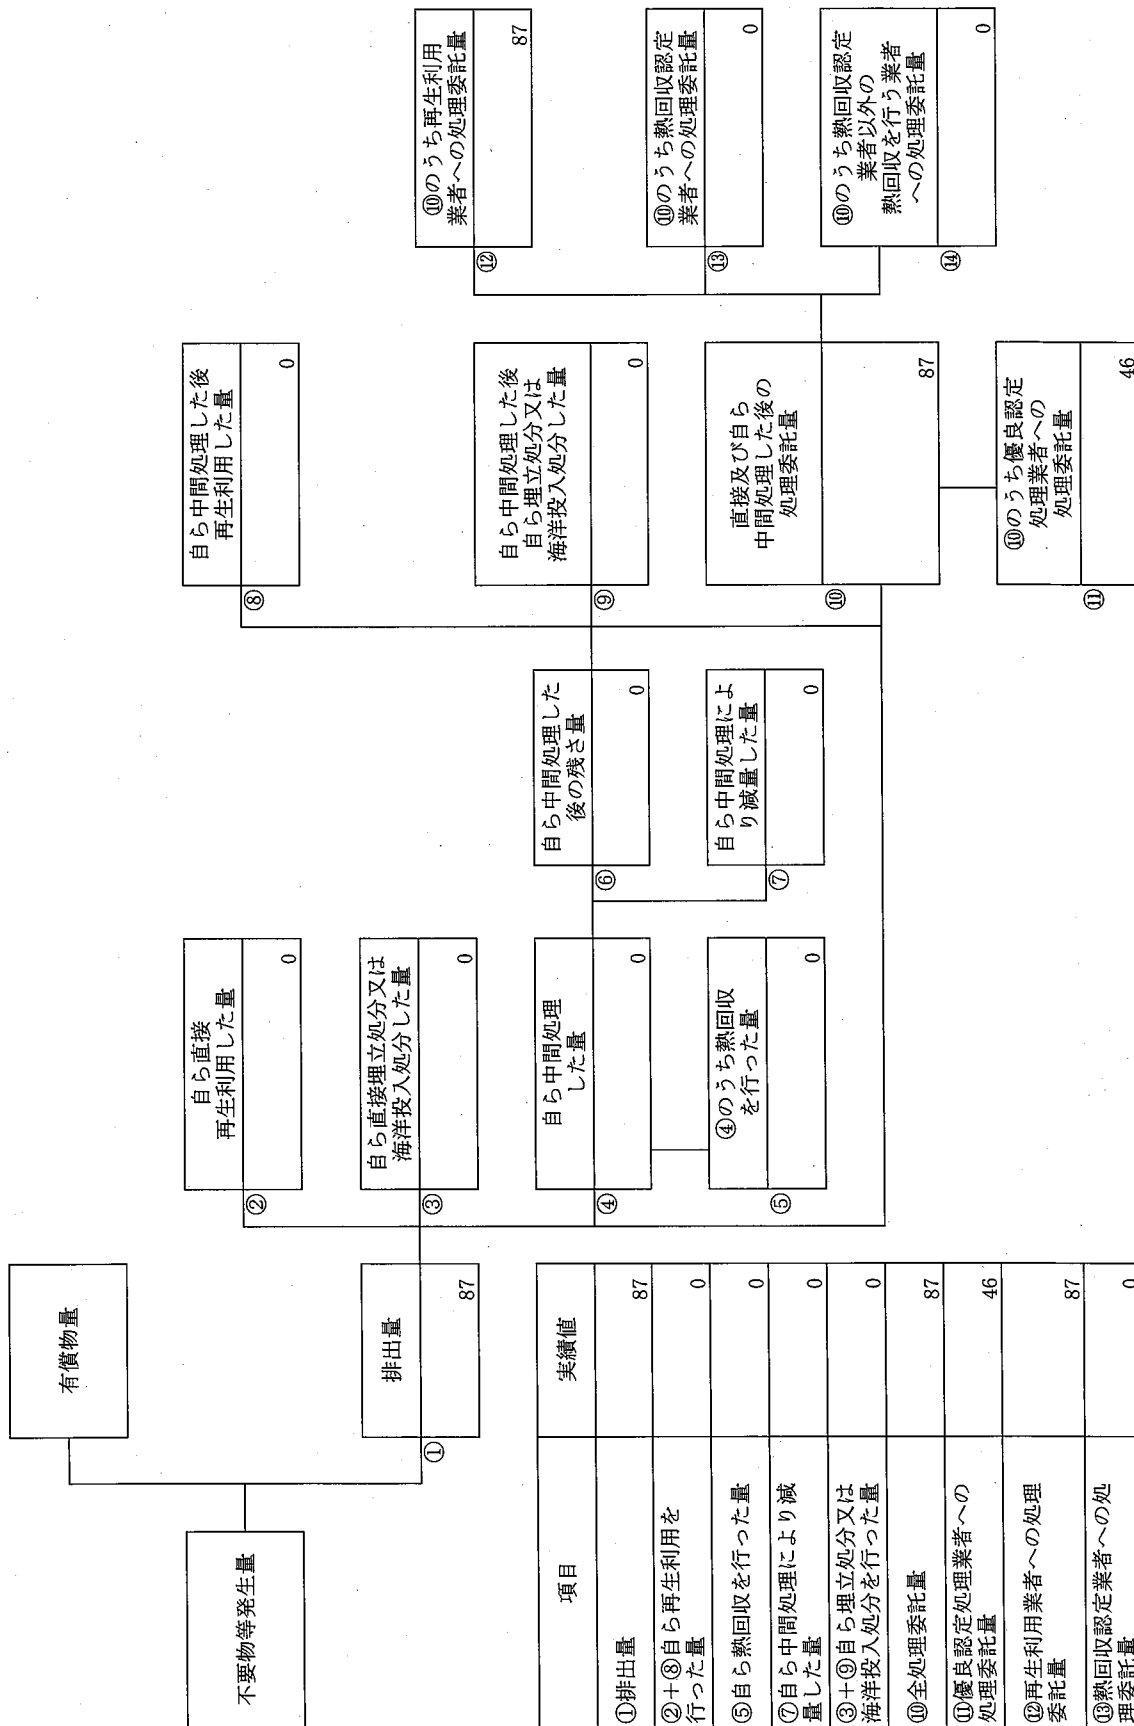 不要物等発生量
有償物量
排出量
①
87
自ら直接
再生利用した量
②
0
自ら直接埋立処分又は
海洋投入処分した量
③
0
自ら中間処理
した量
④
0
④のうち熱回収
を行った量
⑤
0
自ら中間処理した
後の残さ量
⑥
0
自ら中間処理によ
り減量した量
⑦
0
自ら中間処理した後
再生利用した量
⑧
0
自ら中間処理した後
自ら埋立処分又は
海洋投入処分した量
⑨
0
直接及び自ら
中間処理した後の
処理委託量
⑩
87
⑩のうち優良認定
処理業者への
処理委託量
⑪
46
⑩のうち再生利用
業者への処理委託量
⑫
87
⑩のうち熱回収認定
業者への処理委託量
⑬
0
⑩のうち熱回収認定
業者以外の
熱回収を行う業者
への処理委託量
⑭
0
項目 実績値
①排出量 87
②+⑧自ら再生利用を
行った量 0
⑤自ら熱回収を行った量 0
⑦自ら中間処理により減
量した量 0
③+⑨自ら埋立処分又は
海洋投入処分を行った量 0
⑩全処理委託量 87
⑪優良認定処理業者への
処理委託量 46
⑫再生利用業者への処理
委託量 87
⑬熱回収認定業者への処
理委託量 0